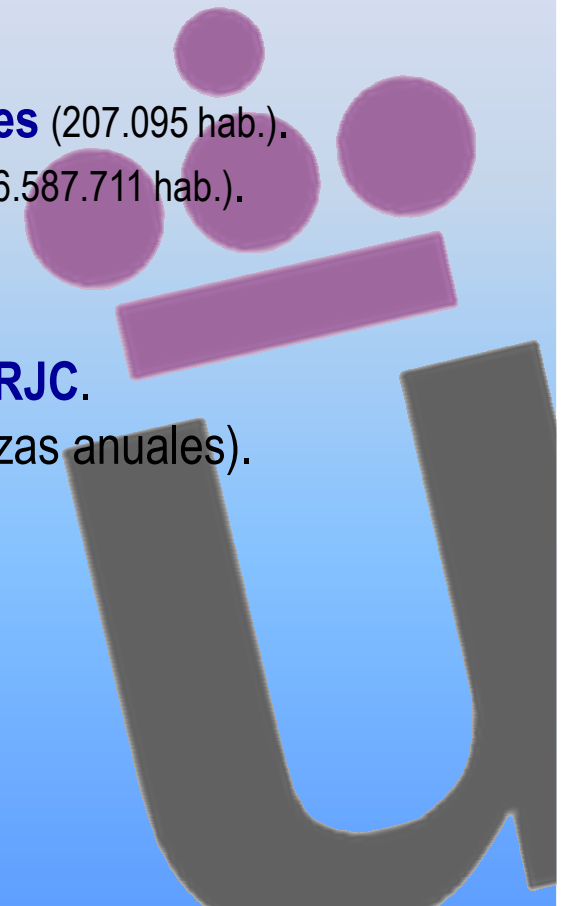 es (207.095 hab.).
6.587.711 hab.).
RJC.
zas anuales).
u